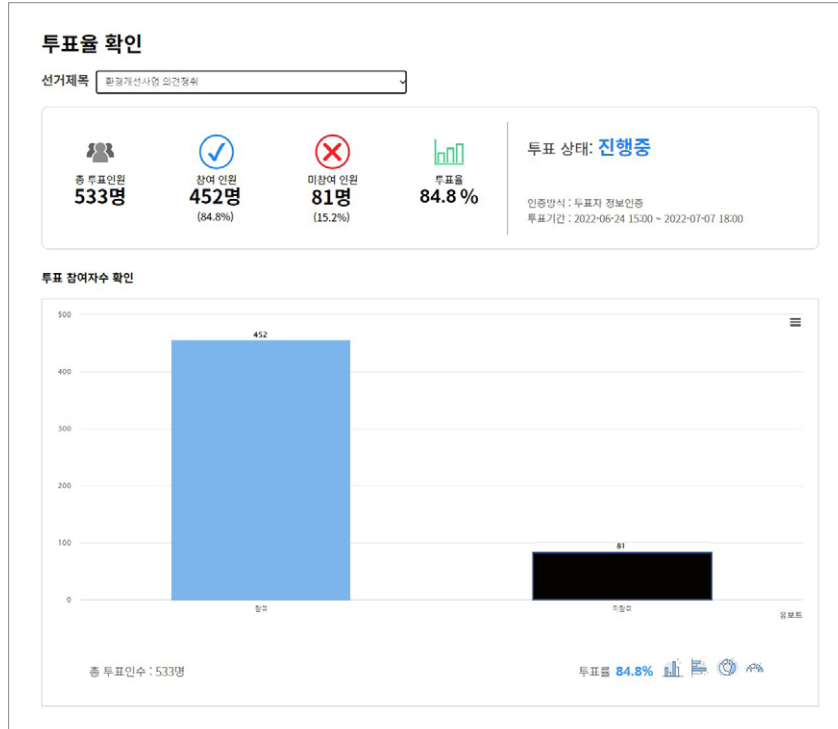 투표율 확인
선거제목 환경개선사업 의견청취
총 투표인원 참여 인원 미참여 인원 투표율
533명 452명 81명 84.8 %
(84.8%) (15.2%)
투표 상태: 진행중
인증방식 : 투표자 정보인증
투표기간 : 2022-06-24 15:00 ~ 2022-07-07 18:00
투표 참여자수 확인
500
452
400
300
200
100
81
0
참여 미참여
유보트
총 투표인수 : 533명
투표률 84.8%